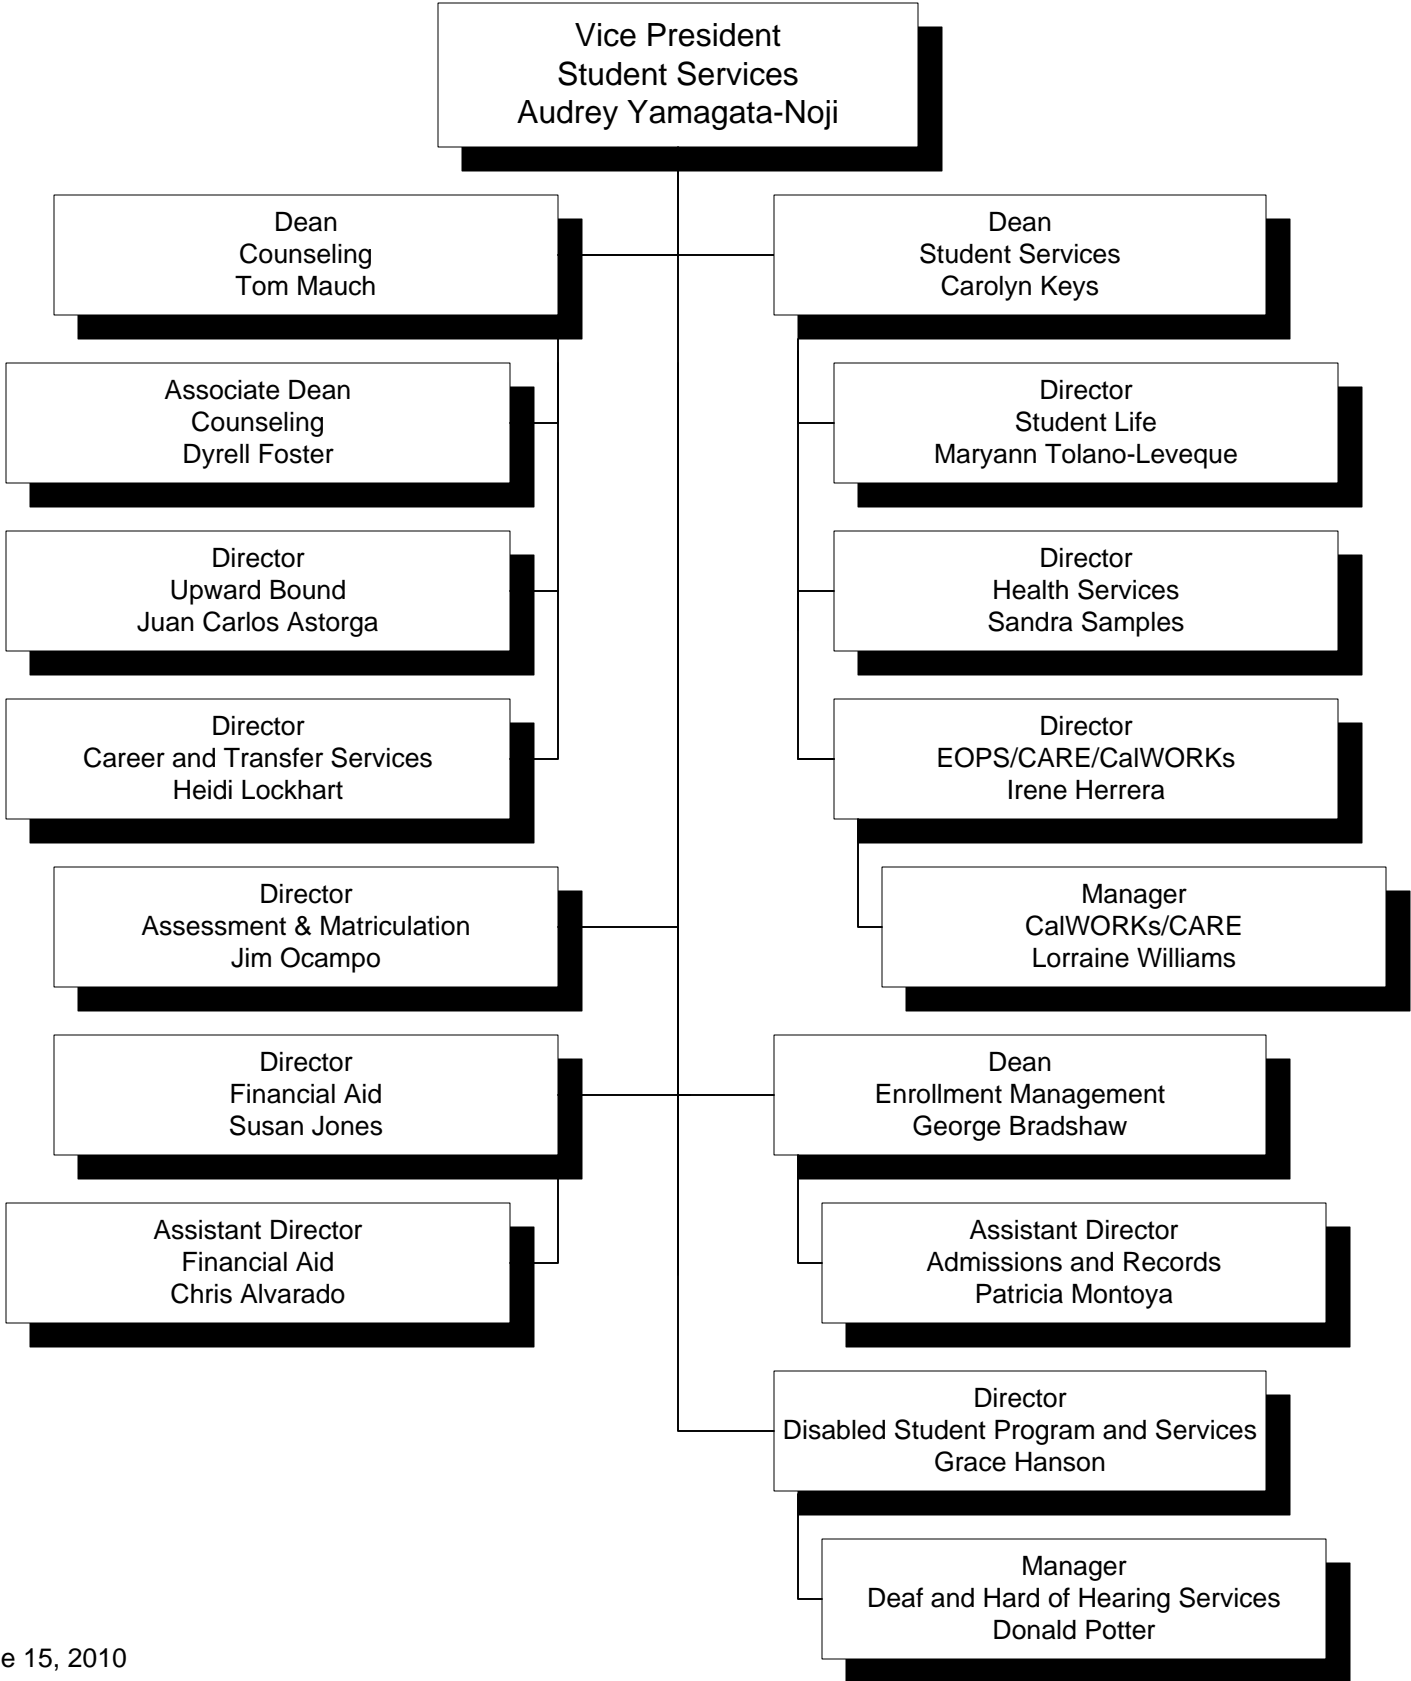 Vice President
Student Services
Audrey Yamagata-Noji
Dean
Counseling
Tom Mauch
Dean
Student Services
Carolyn Keys
Associate Dean
Counseling
Dyrell Foster
Director
Student Life
Maryann Tolano-Leveque
Director
Upward Bound
Juan Carlos Astorga
Director
Health Services
Sandra Samples
Director
Career and Transfer Services
Heidi Lockhart
Director
EOPS/CARE/CalWORKs
Irene Herrera
Director
Assessment & Matriculation
Jim Ocampo
Manager
CalWORKs/CARE
Lorraine Williams
Director
Financial Aid
Susan Jones
Dean
Enrollment Management
George Bradshaw
Assistant Director
Financial Aid
Chris Alvarado
Assistant Director
Admissions and Records
Patricia Montoya
Director
Disabled Student Program and Services
Grace Hanson
Manager
Deaf and Hard of Hearing Services
Donald Potter
e 15, 2010